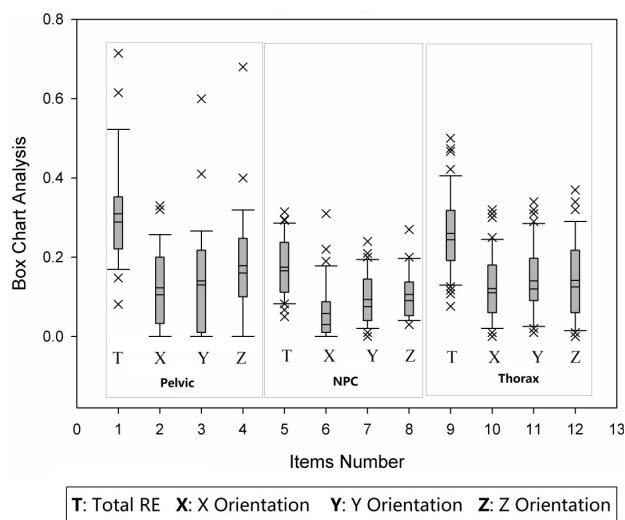 0.8
0.6
0.4
0.2
0.0
Box Chart Analysis
T X Y Z T X Y Z T X Y Z
Pelvic NPC Thorax
0 1 2 3 4 5 6 7 8 9 10 11 12 13
Items Number
T: Total RE X: X Orientation Y: Y Orientation Z: Z Orientation